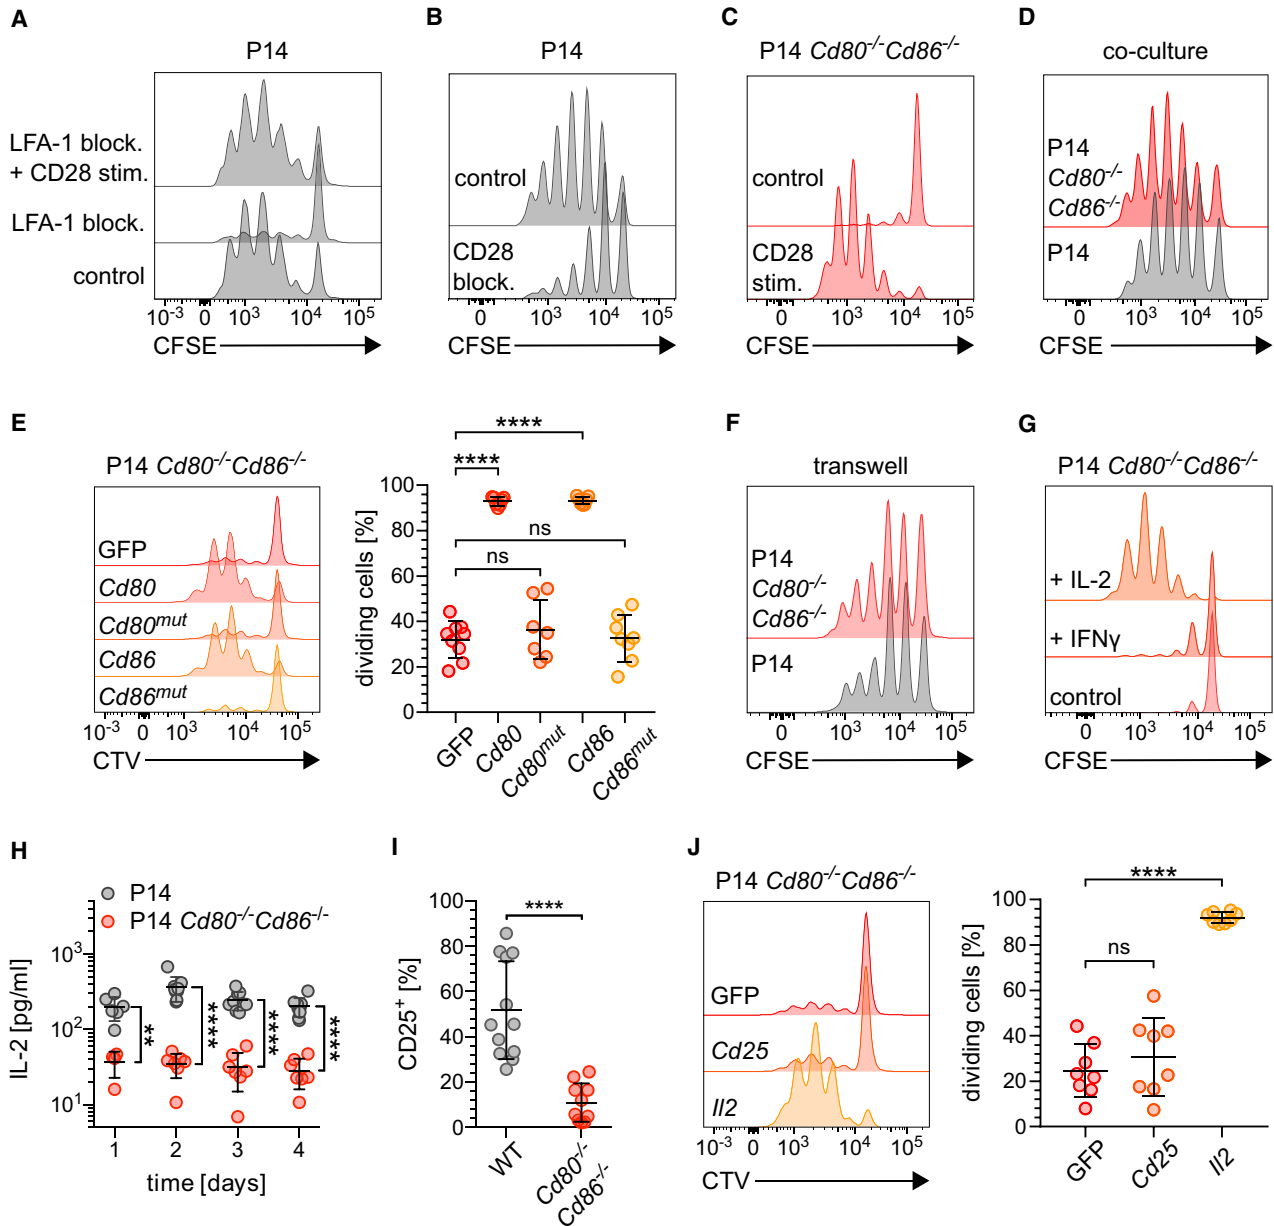 A
P14
LFA-1 block.
+ CD28 stim.
LFA-1 block.
control
10⁻³ 0 10³ 10⁴ 10⁵
CFSE
B
P14
control
CD28
block.
0 10³ 10⁴ 10⁵
CFSE
C
P14 Cd80⁻/⁻Cd86⁻/⁻
control
CD28
stim.
0 10³ 10⁴ 10⁵
CFSE
D
co-culture
P14
Cd80⁻/⁻
Cd86⁻/⁻
P14
0 10³ 10⁴ 10⁵
CFSE
E
P14 Cd80⁻/⁻Cd86⁻/⁻
GFP
Cd80
Cd80ᵐᵘᵗ
Cd86
Cd86ᵐᵘᵗ
-10³ 0 10³ 10⁴ 10⁵
CTV
****
****
ns
ns
dividing cells [%]
100
80
60
40
20
0
GFP
Cd80
Cd80ᵐᵘᵗ
Cd86
Cd86ᵐᵘᵗ
F
transwell
P14
Cd80⁻/⁻
Cd86⁻/⁻
P14
0 10³ 10⁴ 10⁵
CFSE
G
P14 Cd80⁻/⁻Cd86⁻/⁻
+ IL-2
+ IFNγ
control
0 10³ 10⁴ 10⁵
CFSE
H
P14
P14 Cd80⁻/⁻Cd86⁻/⁻
IL-2 [pg/ml]
10³
10²
10¹
**
****
****
****
1 2 3 4
time [days]
I
****
CD25⁺ [%]
100
80
60
40
20
0
WT
Cd80⁻/⁻
Cd86⁻/⁻
J
P14 Cd80⁻/⁻Cd86⁻/⁻
GFP
Cd25
Il2
-10³ 0 10³ 10⁴ 10⁵
CTV
****
ns
dividing cells [%]
100
80
60
40
20
0
GFP
Cd25
Il2